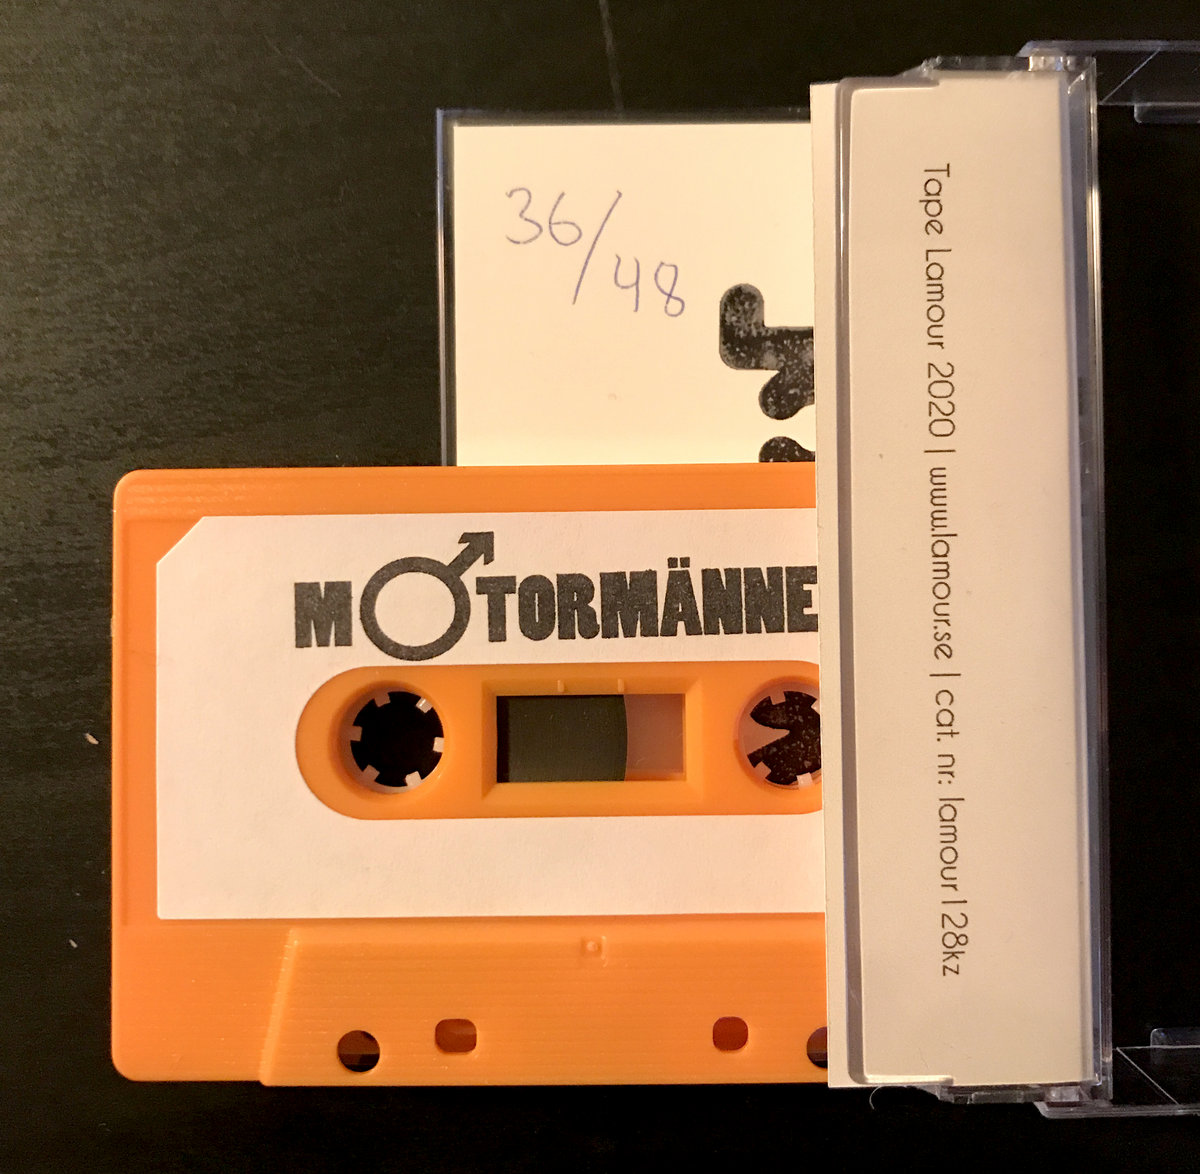 36/48
MOTORMÄNNE
Tape Lamour 2020 | www.lamour.se | cat. nr: lamour128kz